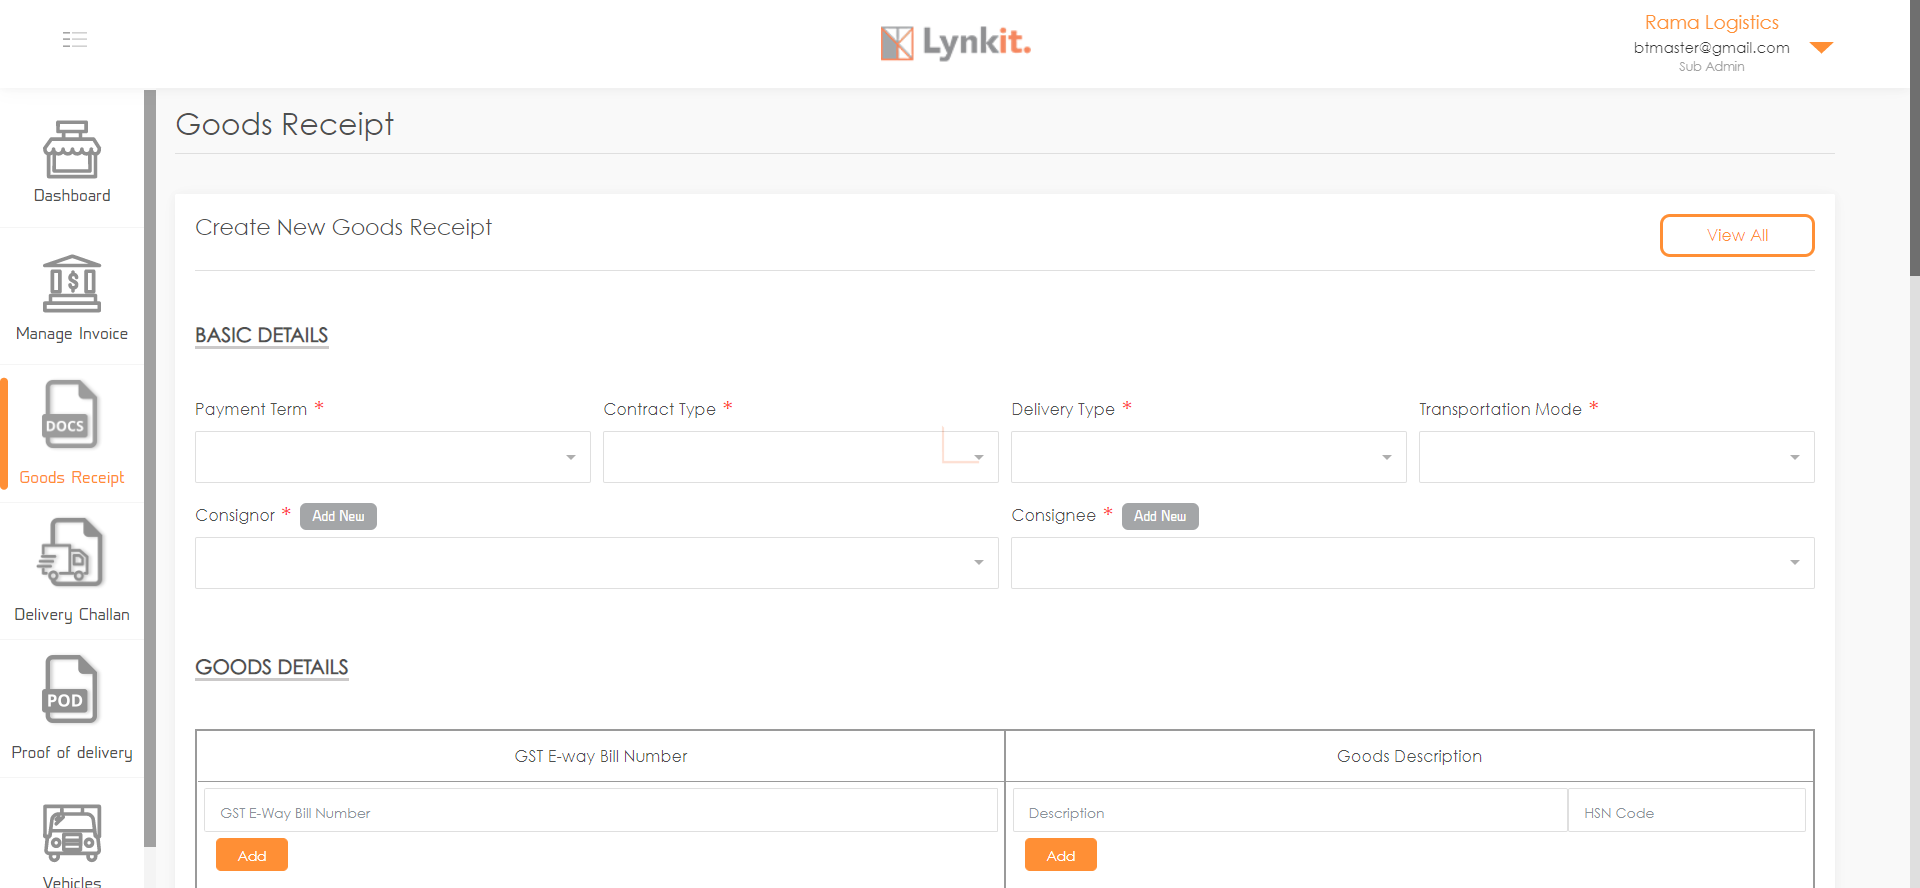 Lynkit.
Rama Logistics
btmaster@gmail.com
Sub Admin
Dashboard
Manage Invoice
DOCS
Goods Receipt
Delivery Challan
POD
Proof of delivery
Vehicles
Goods Receipt
Create New Goods Receipt
View All
BASIC DETAILS
Payment Term *
Contract Type *
Delivery Type *
Transportation Mode *
Consignor * Add New
Consignee * Add New
GOODS DETAILS
GST E-way Bill Number
Goods Description
GST E-Way Bill Number
Description
HSN Code
Add
Add